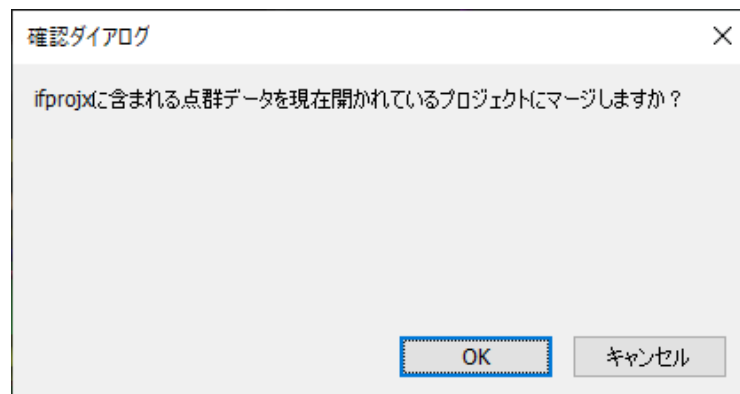 確認ダイアログ
ifprojxに含まれる点群データを現在開かれているプロジェクトにマージしますか？
OK
キャンセル